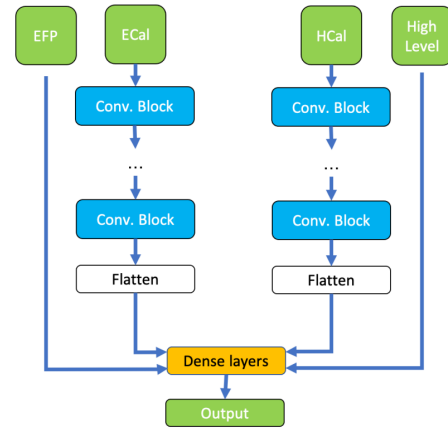 EFP
ECal
HCal
High
Level
Conv. Block
Conv. Block
...
...
Conv. Block
Conv. Block
Flatten
Flatten
Dense layers
Output